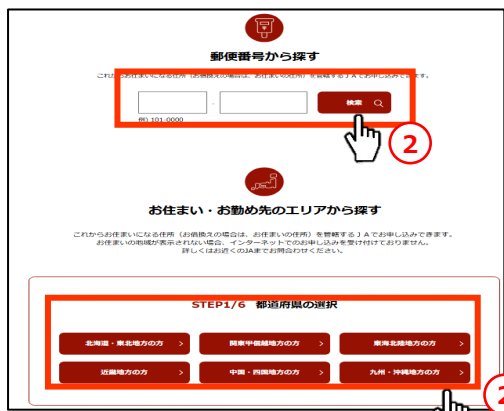 郵便番号から探す
これからお住まいになる住所（お借換えの場合は、お住まいの住所）を管轄するJAでお申し込みできます。
-
検索
例) 101-0000
②
お住まい・お勤め先のエリアから探す
これからお住まいになる住所（お借換えの場合は、お住まいの住所）を管轄するJAでお申し込みできます。
お住まいの地域が表示されない場合、インターネットでのお申し込みを受け付けておりません。
詳しくはお近くのJAまでお問合わせください。
STEP1/6 都道府県の選択
北海道・東北地方の方 >
関東甲信越地方の方 >
東海北陸地方の方 >
近畿地方の方 >
中国・四国地方の方 >
九州・沖縄地方の方 >
②